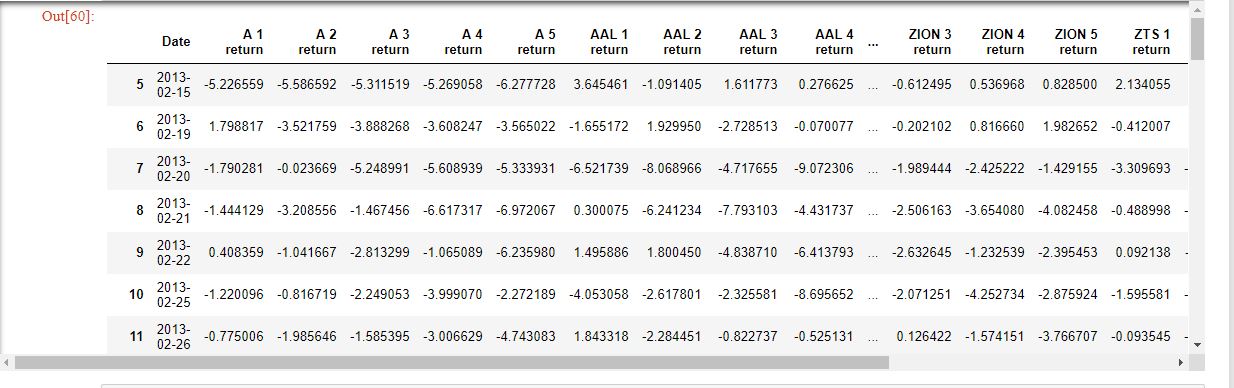 Out[60]:
Date A 1 return A 2 return A 3 return A 4 return A 5 return AAL 1 return AAL 2 return AAL 3 return AAL 4 return ... ZION 3 return ZION 4 return ZION 5 return ZTS 1 return
5 2013-02-15 -5.226559 -5.586592 -5.311519 -5.269058 -6.277728 3.645461 -1.091405 1.611773 0.276625 ... -0.612495 0.536968 0.828500 2.134055
6 2013-02-19 1.798817 -3.521759 -3.888268 -3.608247 -3.565022 -1.655172 1.929950 -2.728513 -0.070077 ... -0.202102 0.816660 1.982652 -0.412007
7 2013-02-20 -1.790281 -0.023669 -5.248991 -5.608939 -5.333931 -6.521739 -8.068966 -4.717655 -9.072306 ... -1.989444 -2.425222 -1.429155 -3.309693 -
8 2013-02-21 -1.444129 -3.208556 -1.467456 -6.617317 -6.972067 0.300075 -6.241234 -7.793103 -4.431737 ... -2.506163 -3.654080 -4.082458 -0.488998 -
9 2013-02-22 0.408359 -1.041667 -2.813299 -1.065089 -6.235980 1.495886 1.800450 -4.838710 -6.413793 ... -2.632645 -1.232539 -2.395453 0.092138 -
10 2013-02-25 -1.220096 -0.816719 -2.249053 -3.999070 -2.272189 -4.053058 -2.617801 -2.325581 -8.695652 ... -2.071251 -4.252734 -2.875924 -1.595581 -
11 2013-02-26 -0.775006 -1.985646 -1.585395 -3.006629 -4.743083 1.843318 -2.284451 -0.822737 -0.525131 ... 0.126422 -1.574151 -3.766707 -0.093545 -